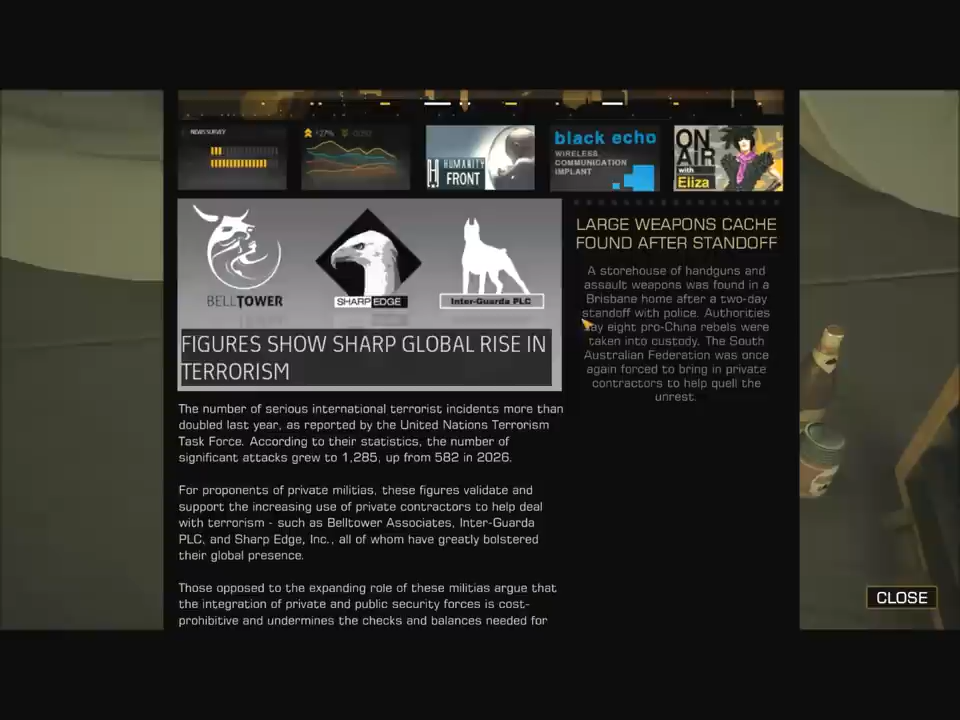 NEWS SURVEY
+27%
HUMANITY
FRONT
black echo
WIRELESS
COMMUNICATION
IMPLANT
ON
AIR
with
Eliza
BELLTOWER
SHARP EDGE
Inter-Guarda PLC
FIGURES SHOW SHARP GLOBAL RISE IN
TERRORISM
The number of serious international terrorist incidents more than
doubled last year, as reported by the United Nations Terrorism
Task Force. According to their statistics, the number of
significant attacks grew to 1,285, up from 582 in 2026.
For proponents of private militias, these figures validate and
support the increasing use of private contractors to help deal
with terrorism - such as Belltower Associates, Inter-Guarda
PLC, and Sharp Edge, Inc., all of whom have greatly bolstered
their global presence.
Those opposed to the expanding role of these militias argue that
the integration of private and public security forces is cost-
prohibitive and undermines the checks and balances needed for
LARGE WEAPONS CACHE
FOUND AFTER STANDOFF
A storehouse of handguns and
assault weapons was found in a
Brisbane home after a two-day
standoff with police. Authorities
say eight pro-China rebels were
taken into custody. The South
Australian Federation was once
again forced to bring in private
contractors to help quell the
unrest.
CLOSE